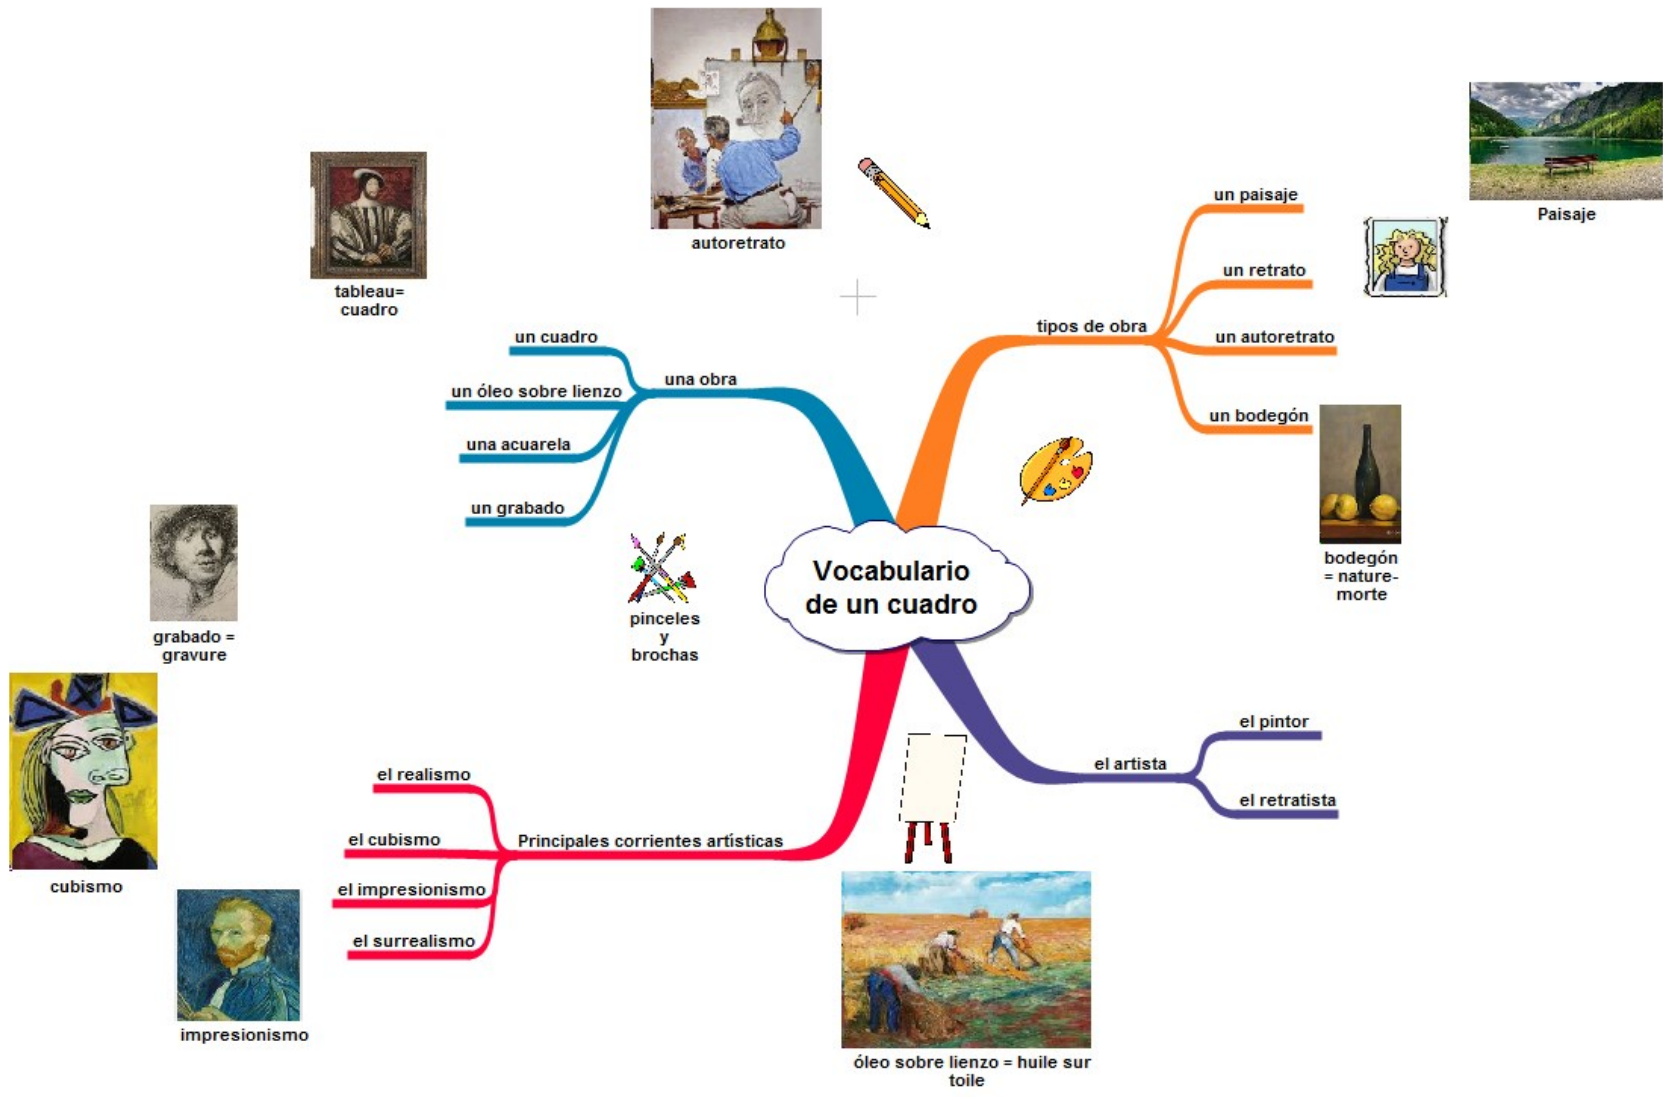 autoretrato
Paisaje
tableau=
cuadro
un cuadro
un óleo sobre lienzo
una acuarela
un grabado
una obra
tipos de obra
un paisaje
un retrato
un autoretrato
un bodegón
bodegón
= nature-
morte
Vocabulario
de un cuadro
pinceles
y
brochas
grabado =
gravure
cubismo
impresionismo
el realismo
el cubismo
el impresionismo
el surrealismo
Principales corrientes artísticas
el artista
el pintor
el retratista
óleo sobre lienzo = huile sur
toile